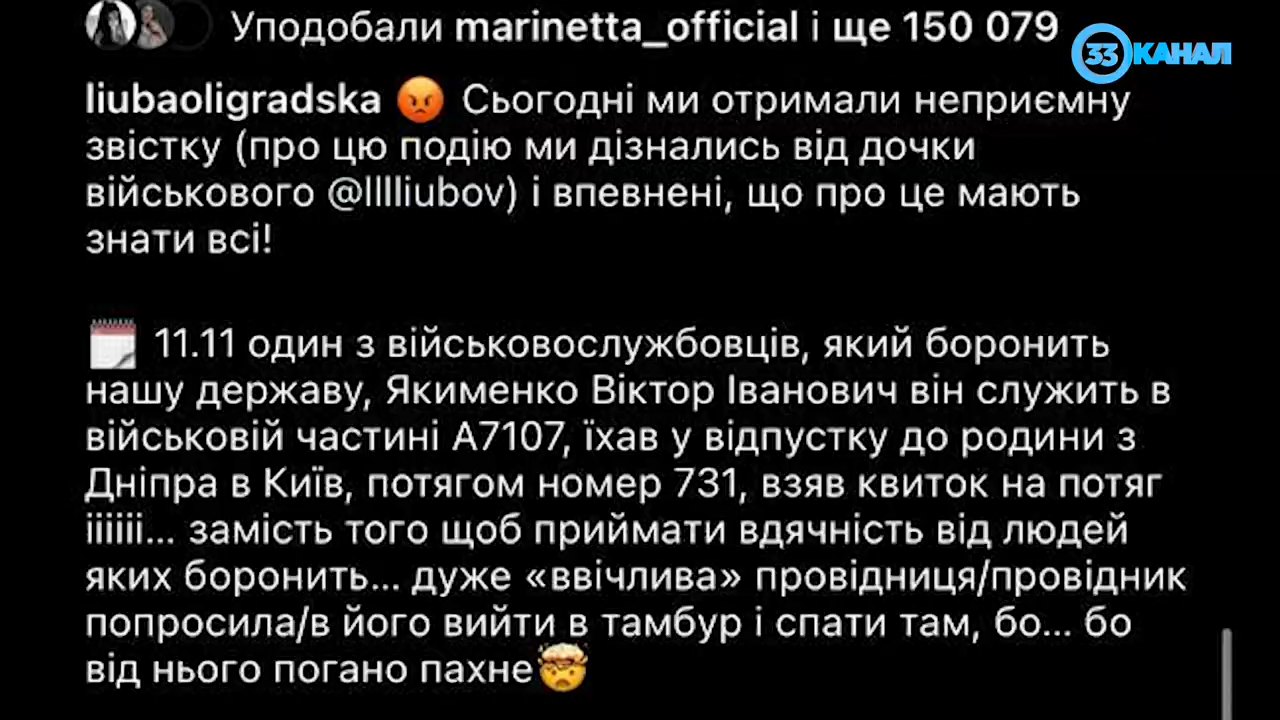 Уподобали marinetta_official і ще 150 079
33 КАНАЛ
liubaoligradska 😡 Сьогодні ми отримали неприємну
звістку (про цю подію ми дізнались від дочки
військового @lllliubov) і впевнені, що про це мають
знати всі!
🗓 11.11 один з військовослужбовців, який боронить
нашу державу, Якименко Віктор Іванович він служить в
військовій частині А7107, їхав у відпустку до родини з
Дніпра в Київ, потягом номер 731, взяв квиток на потяг
іііііі... замість того щоб приймати вдячність від людей
яких боронить... дуже «ввічлива» провідниця/провідник
попросила/в його вийти в тамбур і спати там, бо... бо
від нього погано пахне🤯